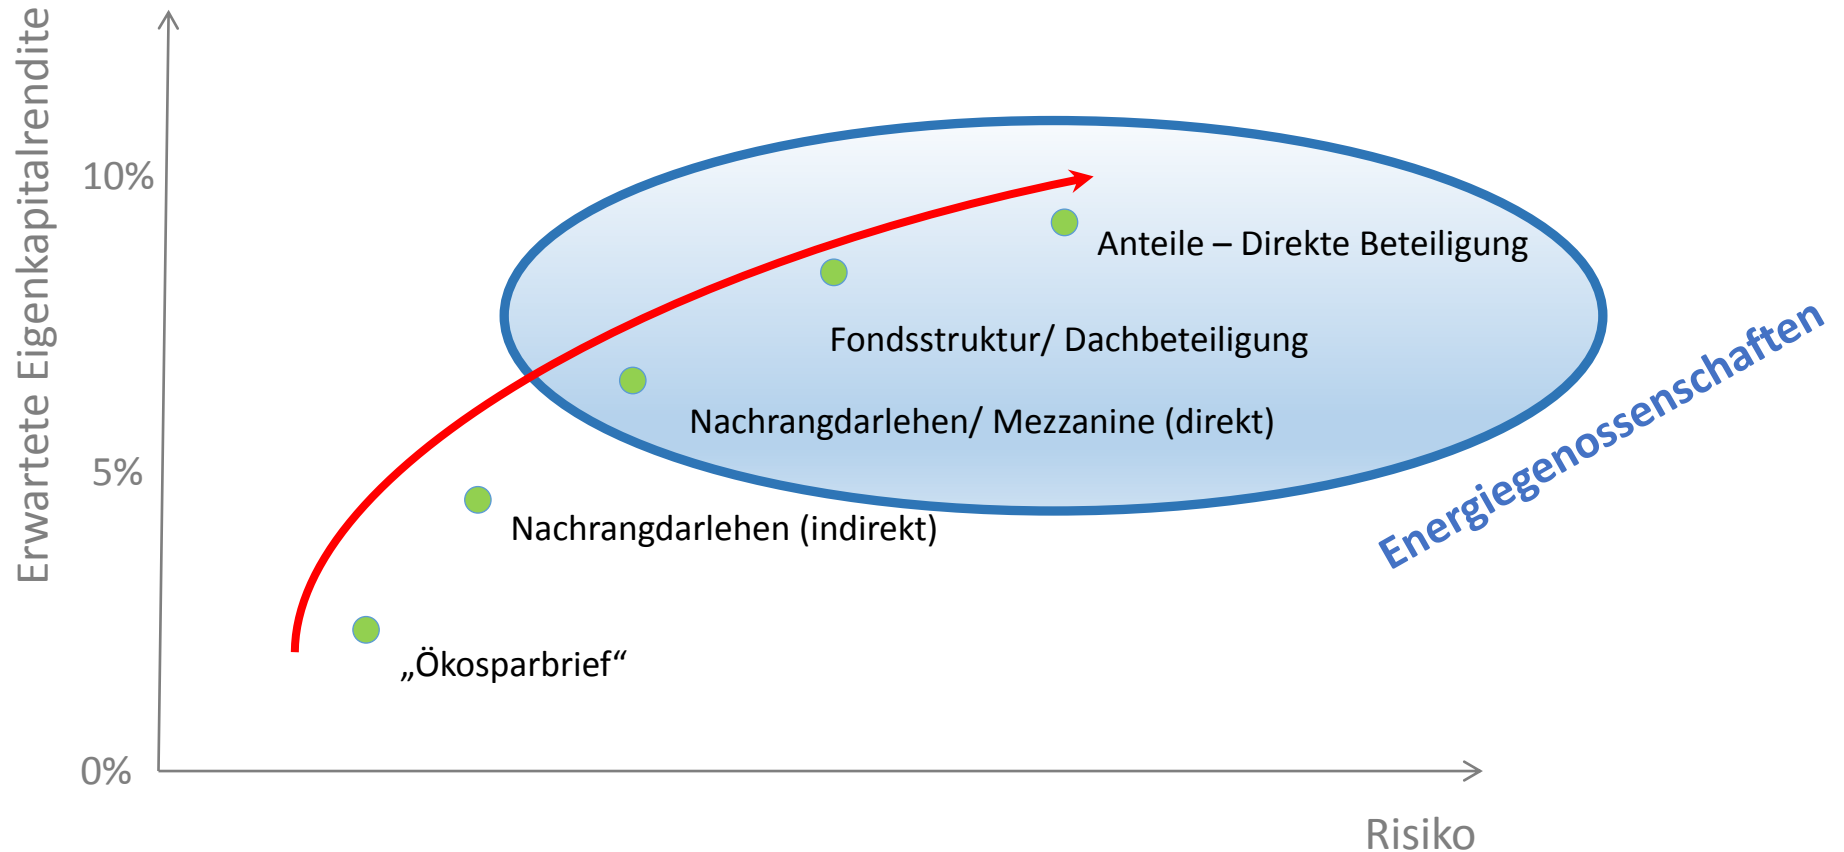 Erwartete Eigenkapitalrendite
10%
Anteile – Direkte Beteiligung
Fondsstruktur/ Dachbeteiligung
Nachrangdarlehen/ Mezzanine (direkt)
5%
Energiegenossenschaften
Nachrangdarlehen (indirekt)
„Ökosparbrief“
0%
Risiko